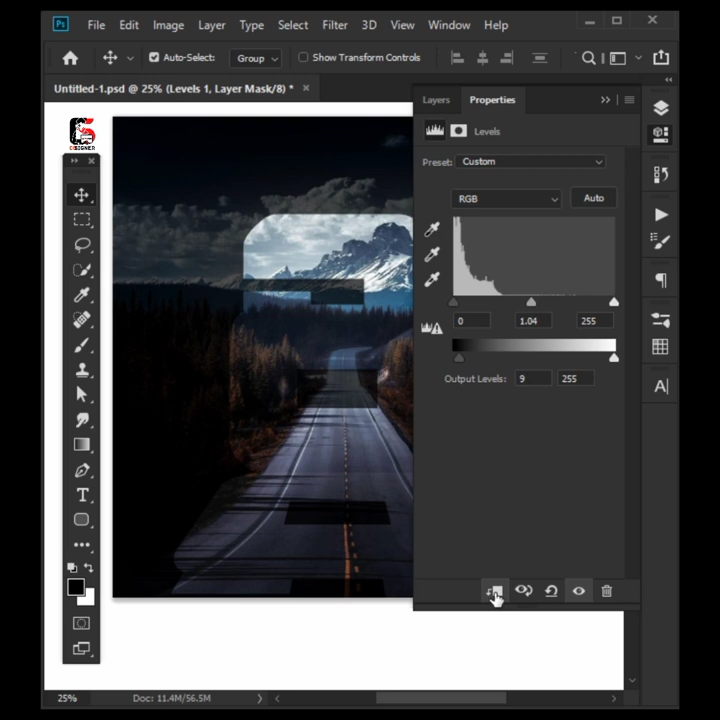 Ps File Edit Image Layer Type Select Filter 3D View Window Help
Auto-Select: Group Show Transform Controls
Untitled-1.psd @ 25% (Levels 1, Layer Mask/8) * ×
Layers Properties
Levels
Preset: Custom
RGB Auto
0 1.04 255
Output Levels: 9 255
T
A|
25% Doc: 11.4M/56.5M